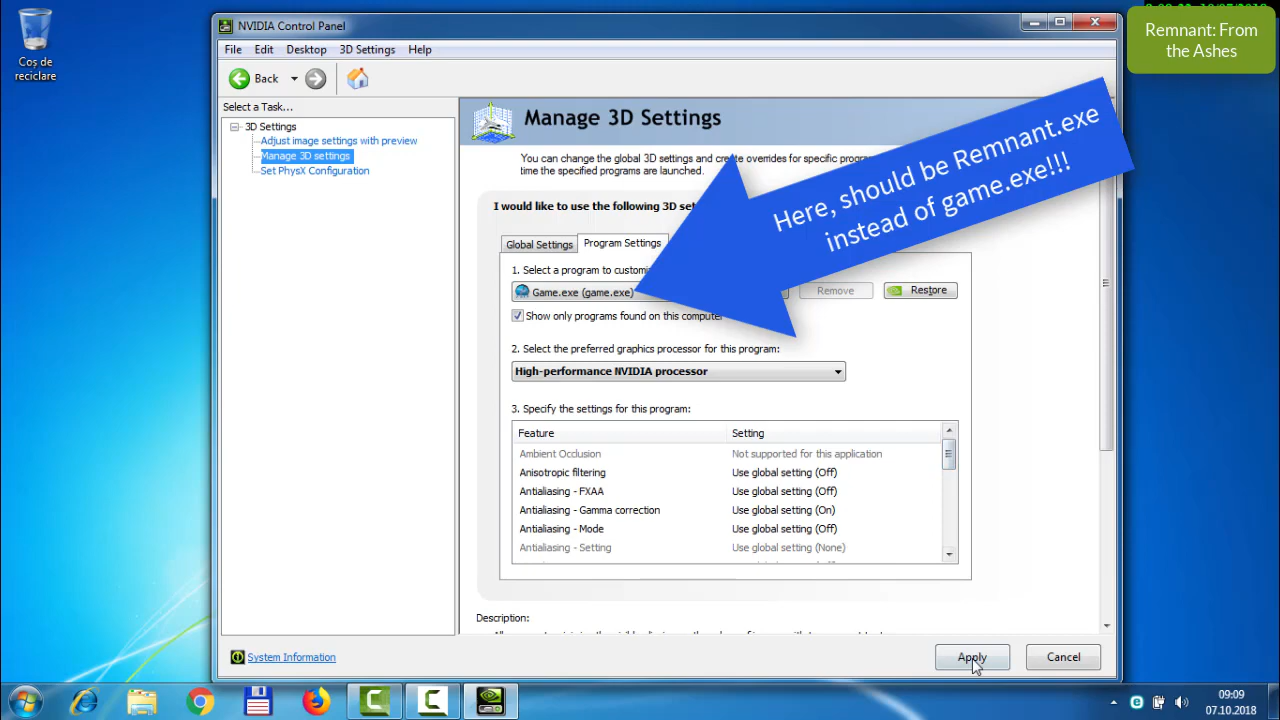 NVIDIA Control Panel
Remnant: From
the Ashes
Coș de
reciclare
File Edit Desktop 3D Settings Help
Back
Select a Task...
3D Settings
Adjust image settings with preview
Manage 3D settings
Set PhysX Configuration
Manage 3D Settings
You can change the global 3D settings and create overrides for specific
time the specified programs are launched.
Here, should be Remnant.exe
instead of game.exe!!!
I would like to use the following 3D
Global Settings Program Settings
1. Select a program to
Game.exe (game.exe)
Remove Restore
Show only programs found on this computer
2. Select the preferred graphics processor for this program:
High-performance NVIDIA processor
3. Specify the settings for this program:
Feature Setting
Ambient Occlusion Not supported for this application
Anisotropic filtering Use global setting (Off)
Antialiasing - FXAA Use global setting (Off)
Antialiasing - Gamma correction Use global setting (On)
Antialiasing - Mode Use global setting (Off)
Antialiasing - Setting Use global setting (None)
Description:
System Information
Apply Cancel
09:09
07.10.2018